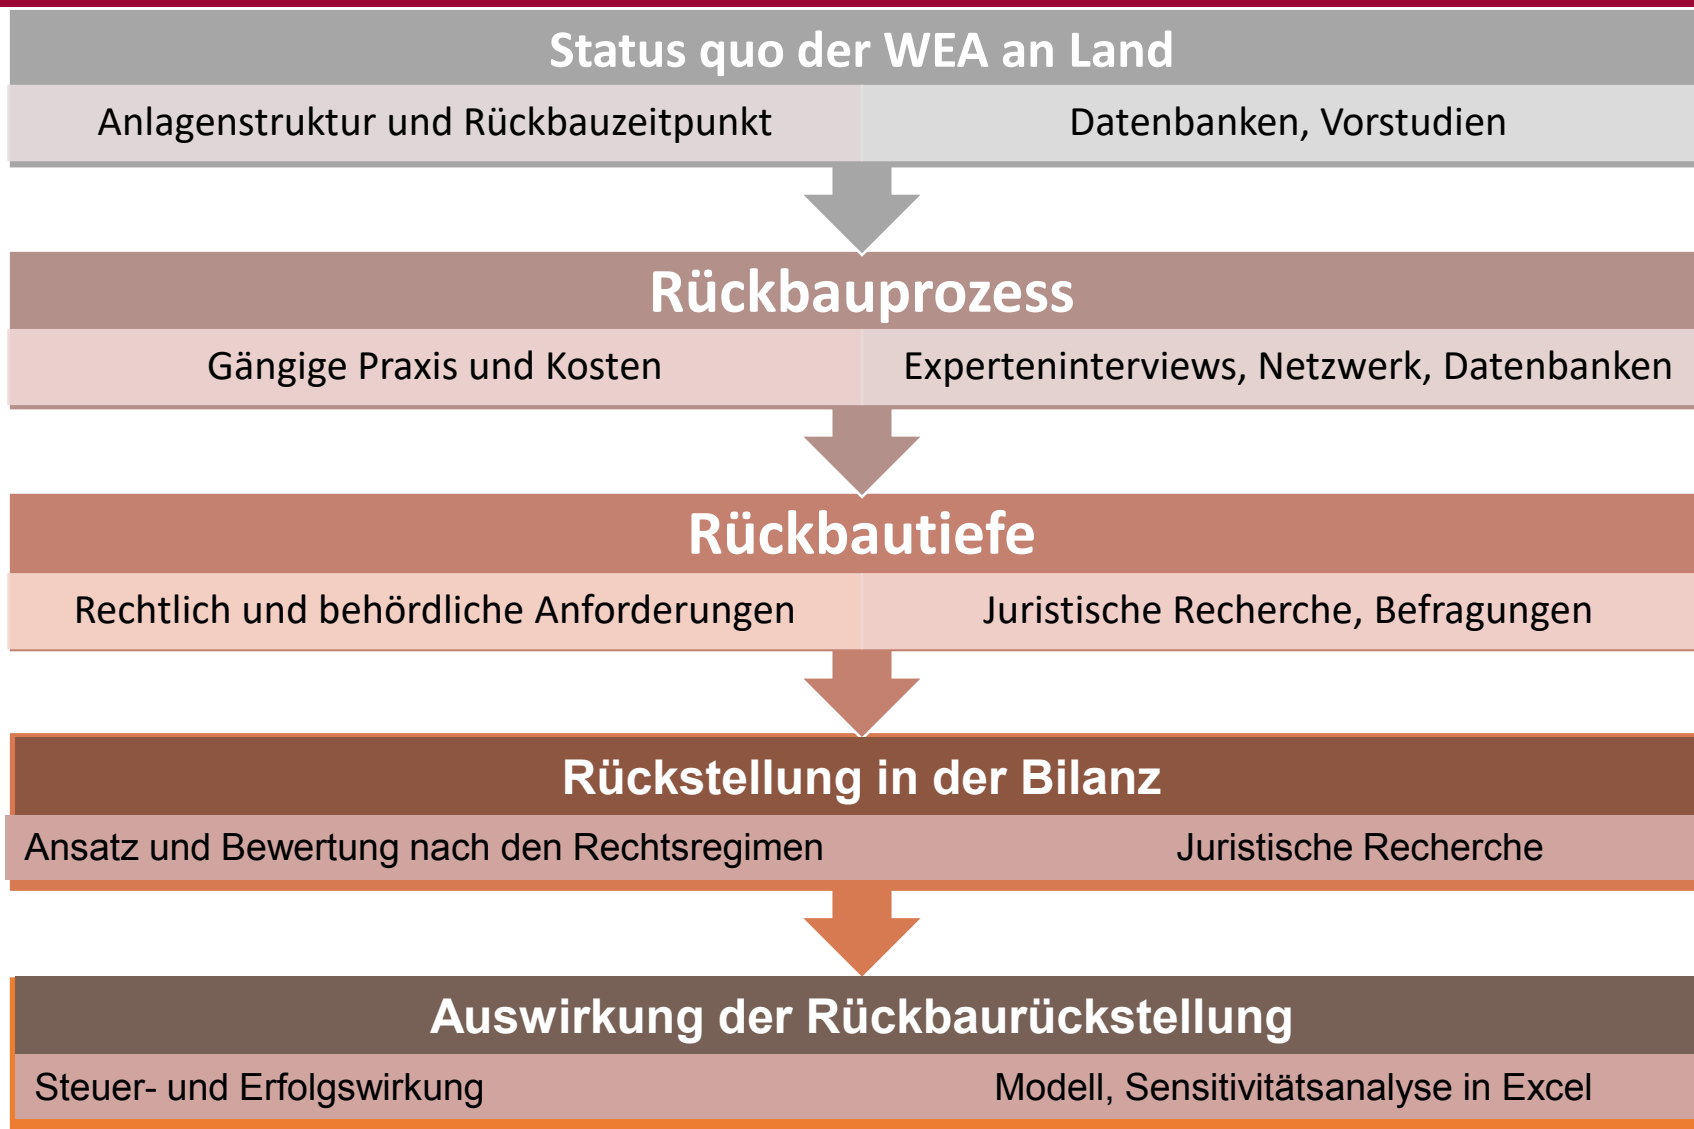 Status quo der WEA an Land
Anlagenstruktur und Rückbauzeitpunkt
Datenbanken, Vorstudien
Rückbauprozess
Gängige Praxis und Kosten
Experteninterviews, Netzwerk, Datenbanken
Rückbautiefe
Rechtlich und behördliche Anforderungen
Juristische Recherche, Befragungen
Rückstellung in der Bilanz
Ansatz und Bewertung nach den Rechtsregimen
Juristische Recherche
Auswirkung der Rückbaurückstellung
Steuer- und Erfolgswirkung
Modell, Sensitivitätsanalyse in Excel